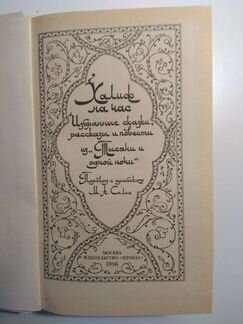 Халиф
на час
Избранные сказки,
рассказы и повести
из „Тысячи и
одной ночи“
Перевод с арабского
М. А. Салье
МОСКВА
ИЗДАТЕЛЬСТВО «ПРАВДА»
1986